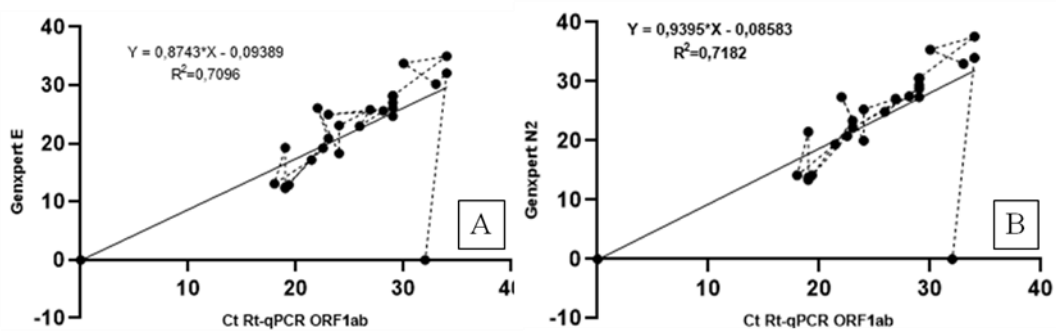 Y = 0,8743*X - 0,09389
R2=0,7096
Genxpert E
40
30
20
10
0
-10
10
20
30
40
Ct Rt-qPCR ORF1ab
A
Y = 0,9395*X - 0,08583
R2=0,7182
Genxpert N2
40
30
20
10
0
-10
10
20
30
40
Ct Rt-qPCR ORF1ab
B